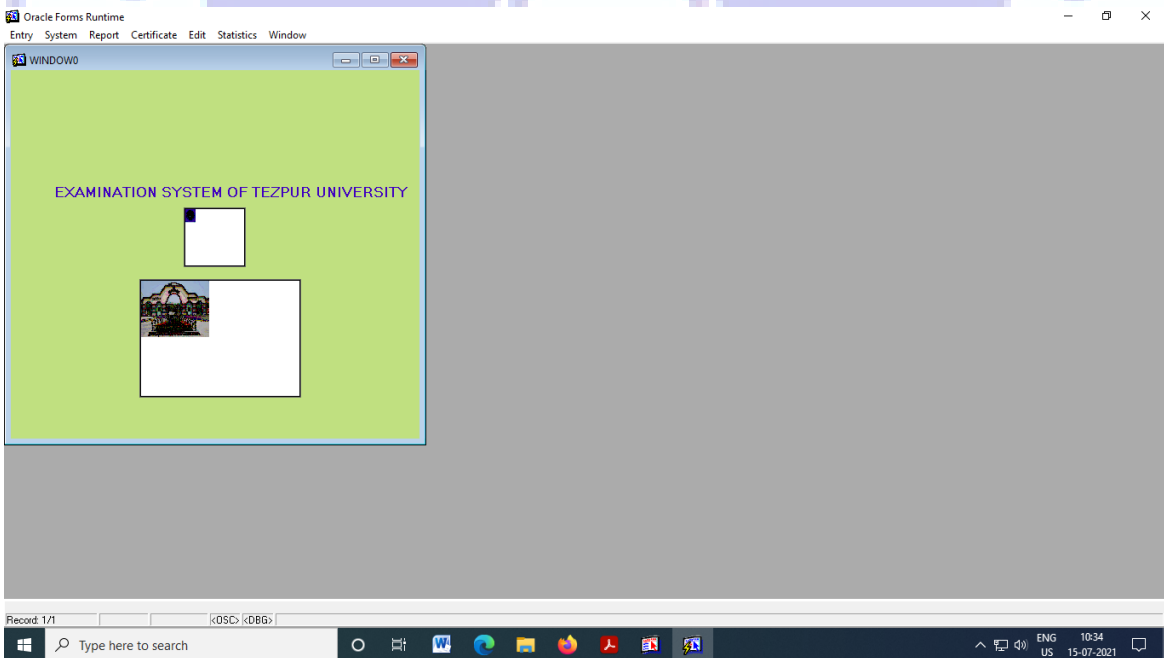 Oracle Forms Runtime
Entry System Report Certificate Edit Statistics Window
WINDOW0
EXAMINATION SYSTEM OF TEZPUR UNIVERSITY
Record: 1/1 <OSC> <DBG>
Type here to search
ENG 10:34
US 15-07-2021